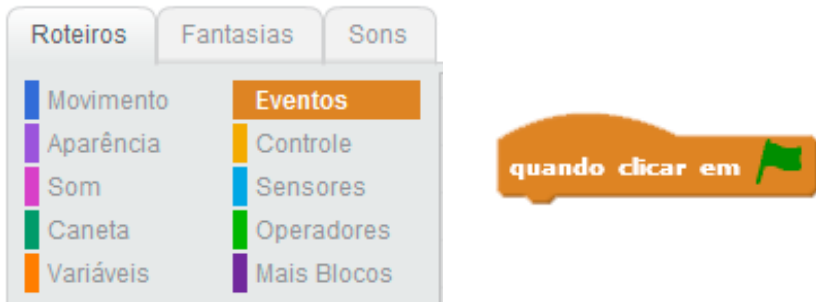 Roteiros Fantasias Sons
Movimento Eventos
Aparência Controle
Som Sensores
Caneta Operadores
Variáveis Mais Blocos
quando clicar em